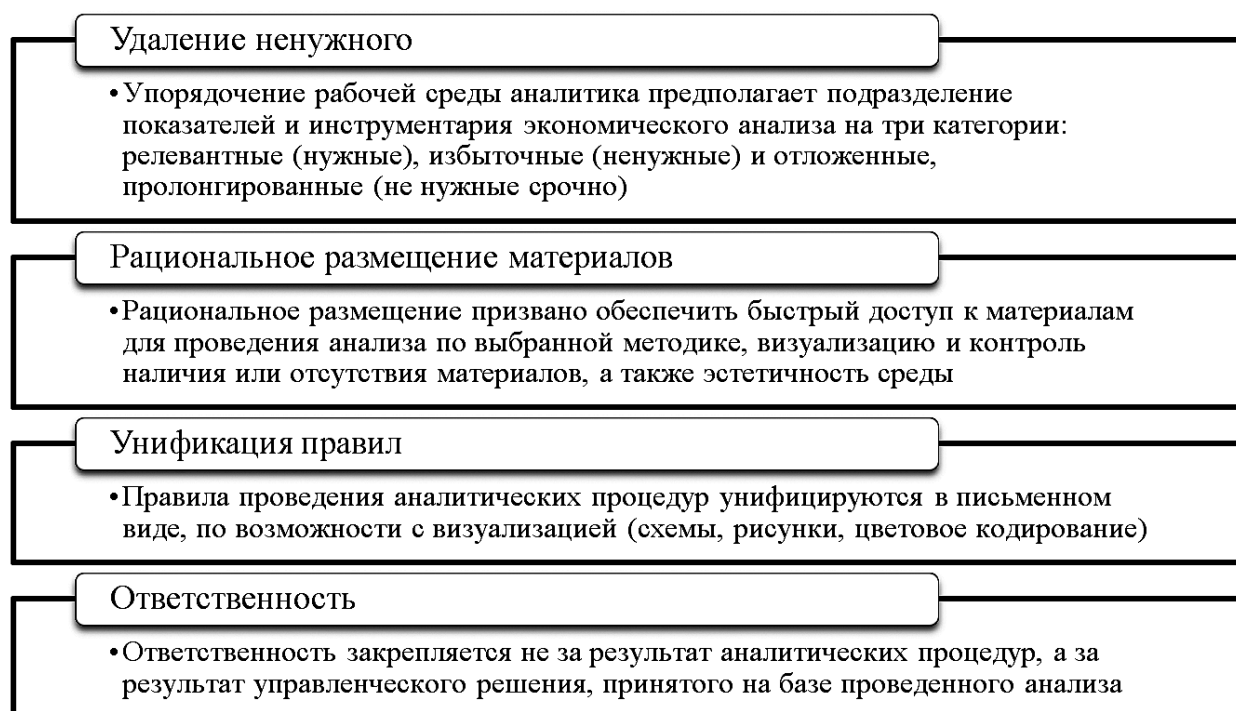 Удаление ненужного
•Упорядочение рабочей среды аналитика предполагает подразделение
показателей и инструментария экономического анализа на три категории:
релевантные (нужные), избыточные (ненужные) и отложенные,
пролонгированные (не нужные срочно)
Рациональное размещение материалов
•Рациональное размещение призвано обеспечить быстрый доступ к материалам
для проведения анализа по выбранной методике, визуализацию и контроль
наличия или отсутствия материалов, а также эстетичность среды
Унификация правил
•Правила проведения аналитических процедур унифицируются в письменном
виде, по возможности с визуализацией (схемы, рисунки, цветовое кодирование)
Ответственность
•Ответственность закрепляется не за результат аналитических процедур, а за
результат управленческого решения, принятого на базе проведенного анализа